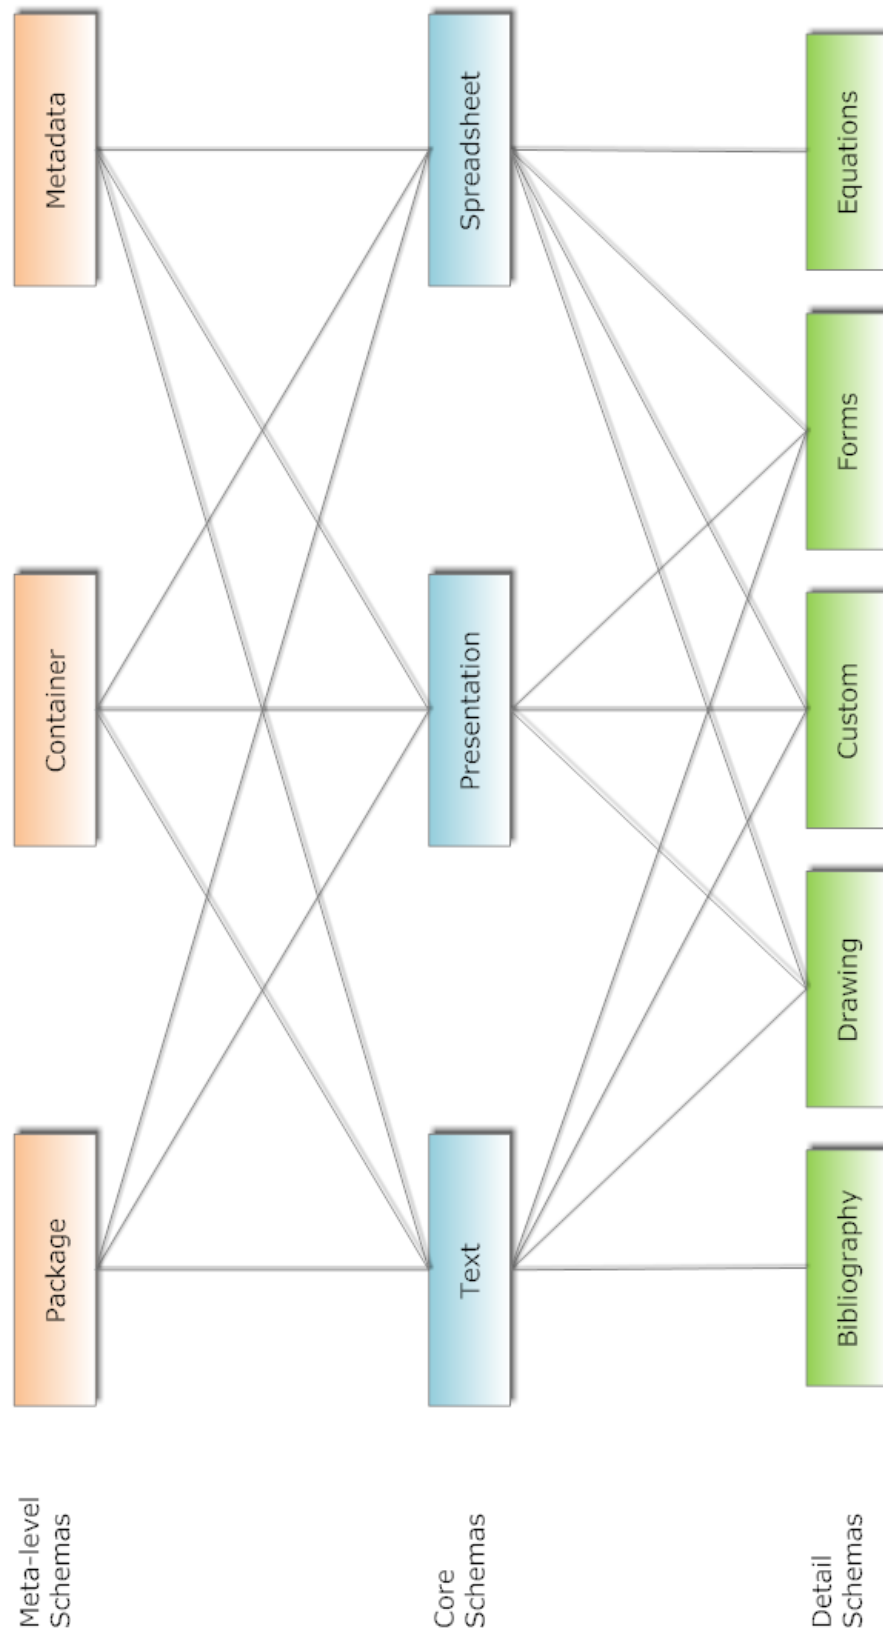 Meta-level
Schemas
Package
Container
Metadata
Core
Schemas
Text
Presentation
Spreadsheet
Detail
Schemas
Bibliography
Drawing
Custom
Forms
Equations